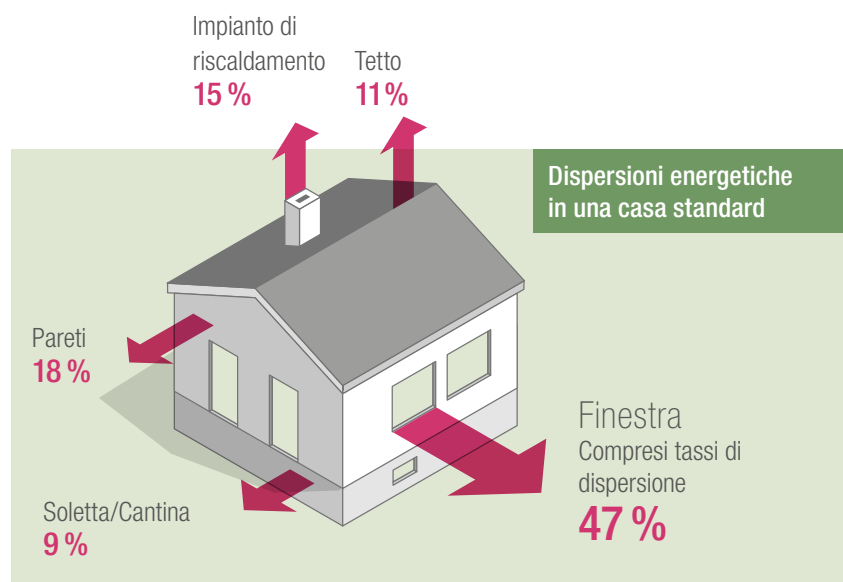 Impianto di
riscaldamento
15 %
Tetto
11 %
Dispersioni energetiche
in una casa standard
Pareti
18 %
Finestra
Compresi tassi di
dispersione
47 %
Soletta/Cantina
9 %